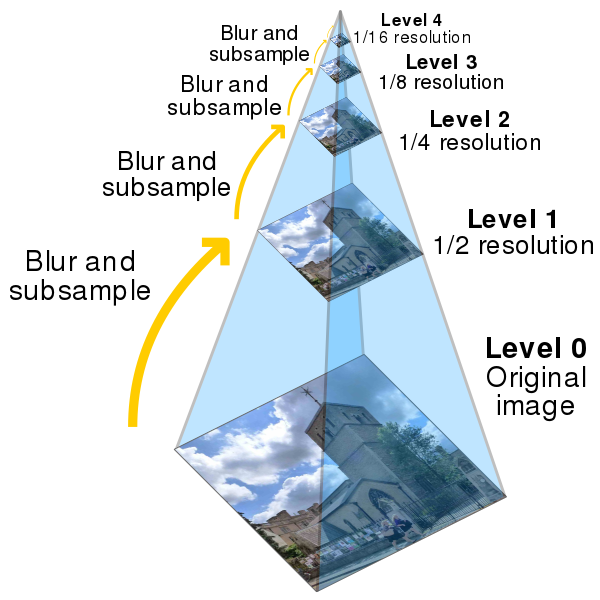 Level 4
1/16 resolution
Blur and
subsample
Level 3
1/8 resolution
Blur and
subsample
Level 2
1/4 resolution
Blur and
subsample
Level 1
1/2 resolution
Blur and
subsample
Level 0
Original
image